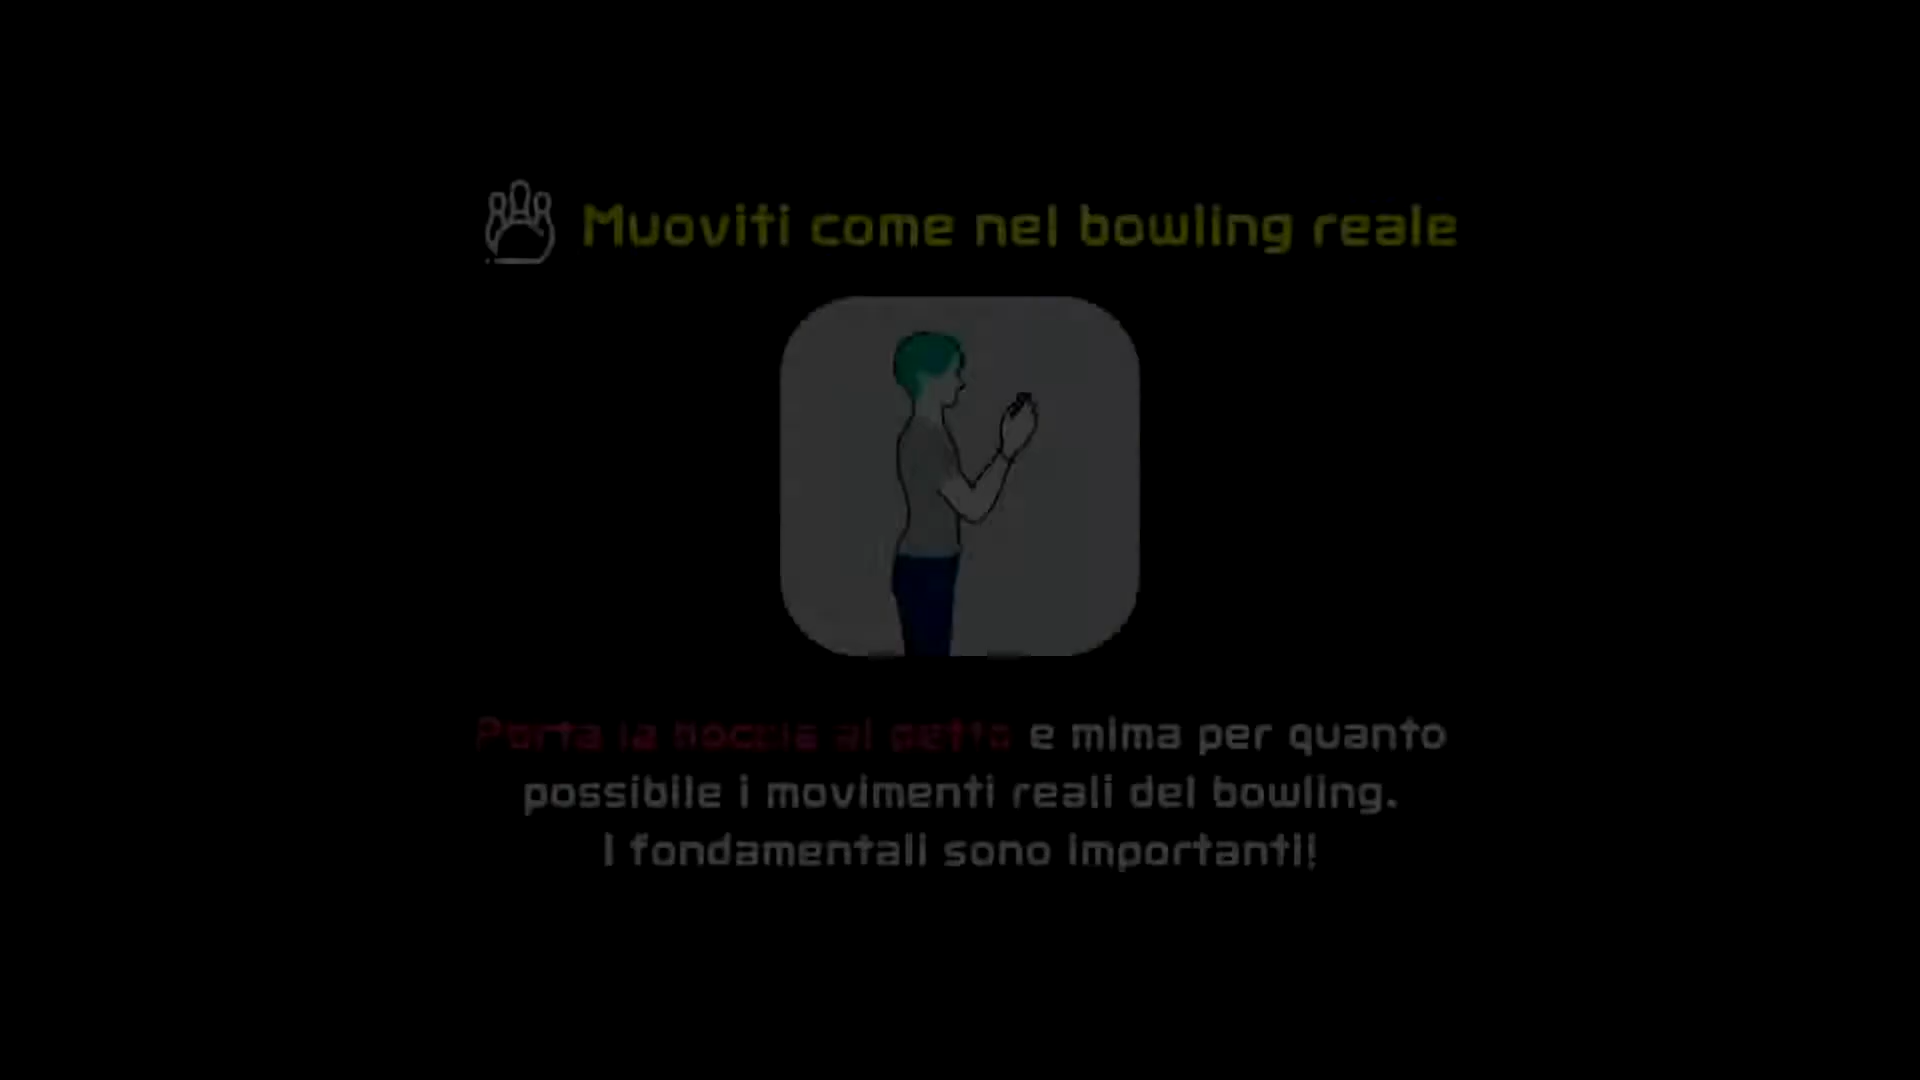 Muoviti come nel bowling reale
Porta la boccia al petto e mima per quanto
possibile i movimenti reali del bowling.
I fondamentali sono importanti!